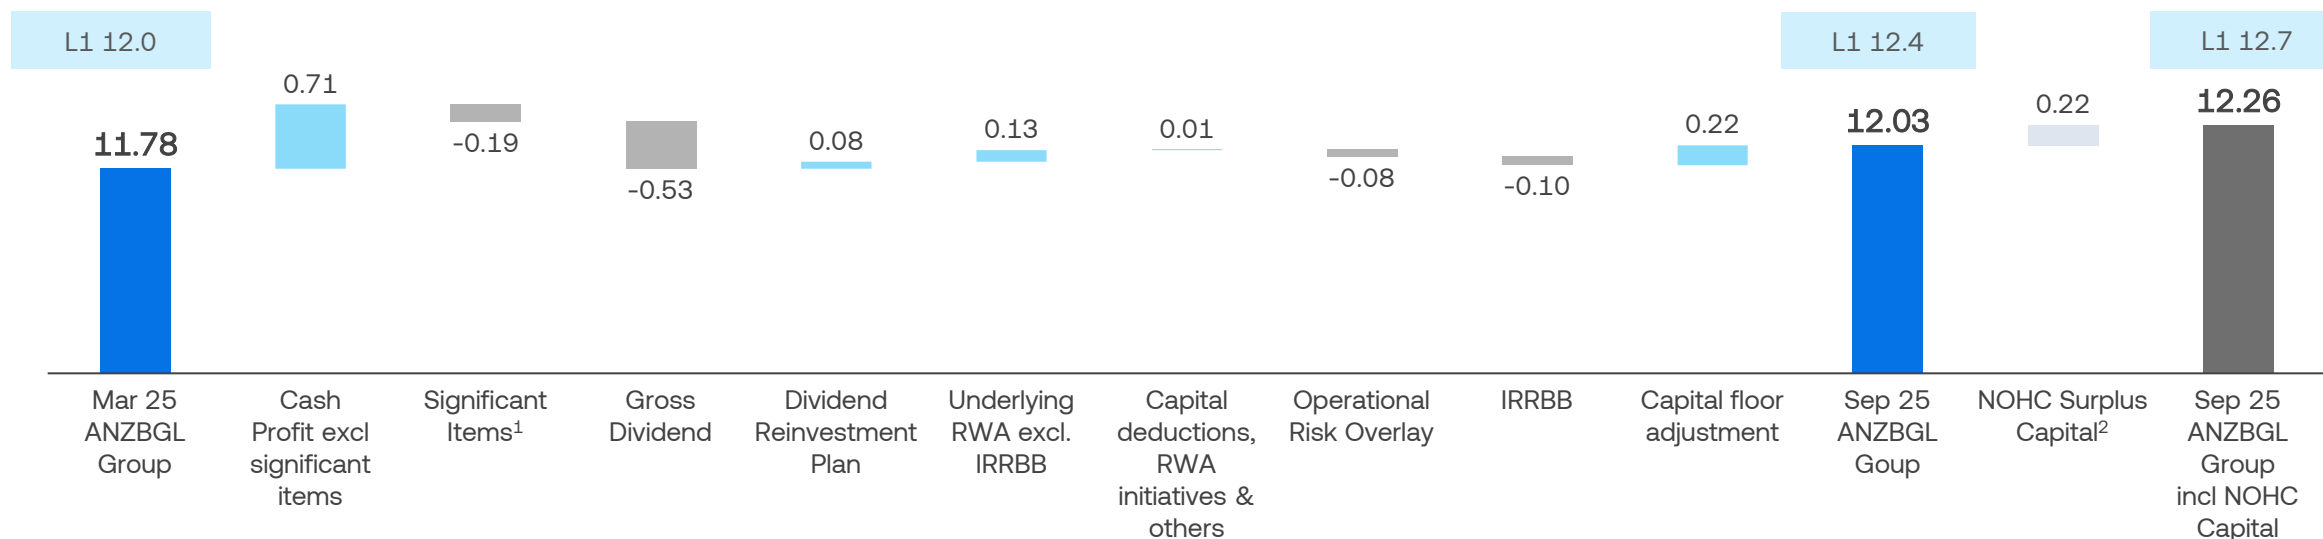 L1 12.0
L1 12.4
L1 12.7
11.78
0.71
-0.19
-0.53
0.08
0.13
0.01
-0.08
-0.10
0.22
12.03
0.22
12.26
Mar 25
ANZBGL
Group
Cash
Profit excl
significant
items
Significant
Items¹
Gross
Dividend
Dividend
Reinvestment
Plan
Underlying
RWA excl.
IRRBB
Capital
deductions,
RWA
initiatives &
others
Operational
Risk Overlay
IRRBB
Capital floor
adjustment
Sep 25
ANZBGL
Goup
NOHC Surplus
Capital²
Sep 25
ANZBGL
Group
incl NOHC
Capital